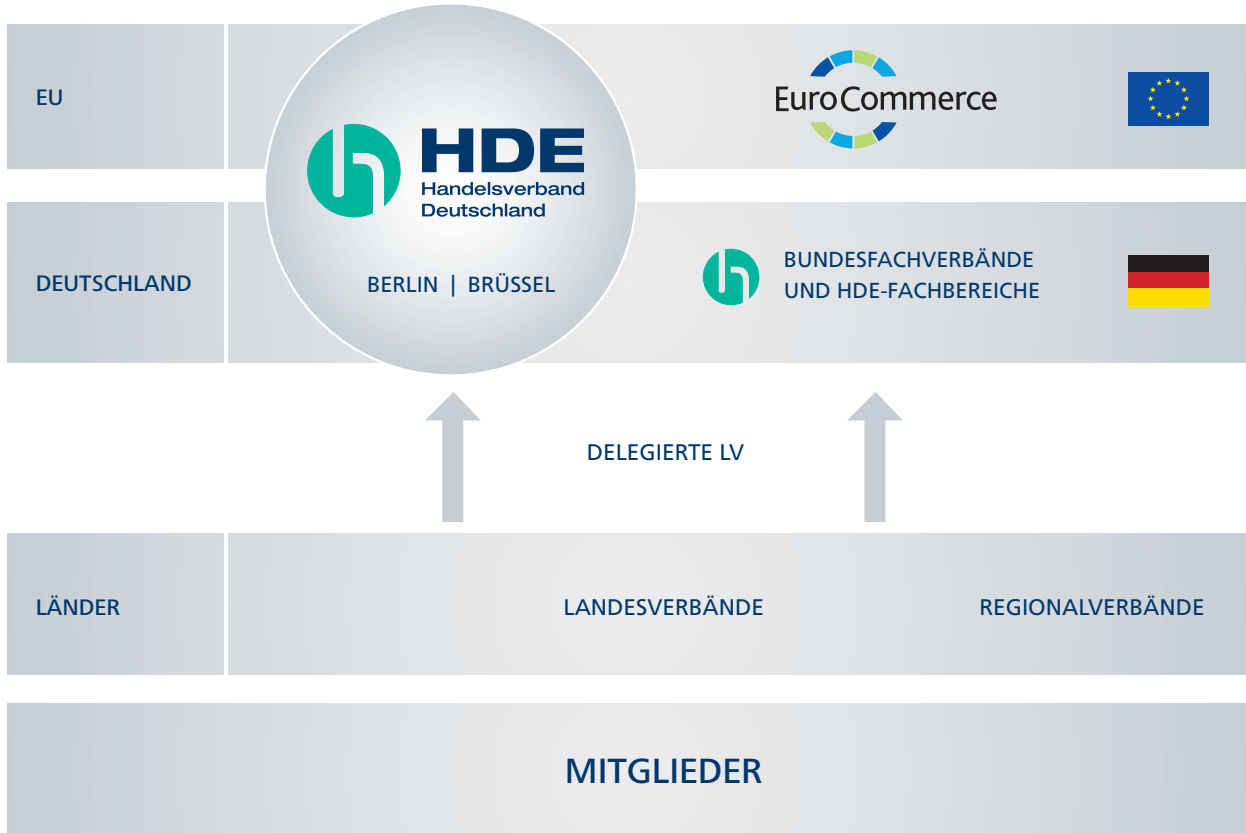 EU
HDE
Handelsverband
Deutschland
BERLIN | BRÜSSEL
EuroCommerce
DEUTSCHLAND
BUNDESFACHVERBÄNDE
UND HDE-FACHBEREICHE
DELEGIERTE LV
LÄNDER
LANDESVERBÄNDE
REGIONALVERBÄNDE
MITGLIEDER